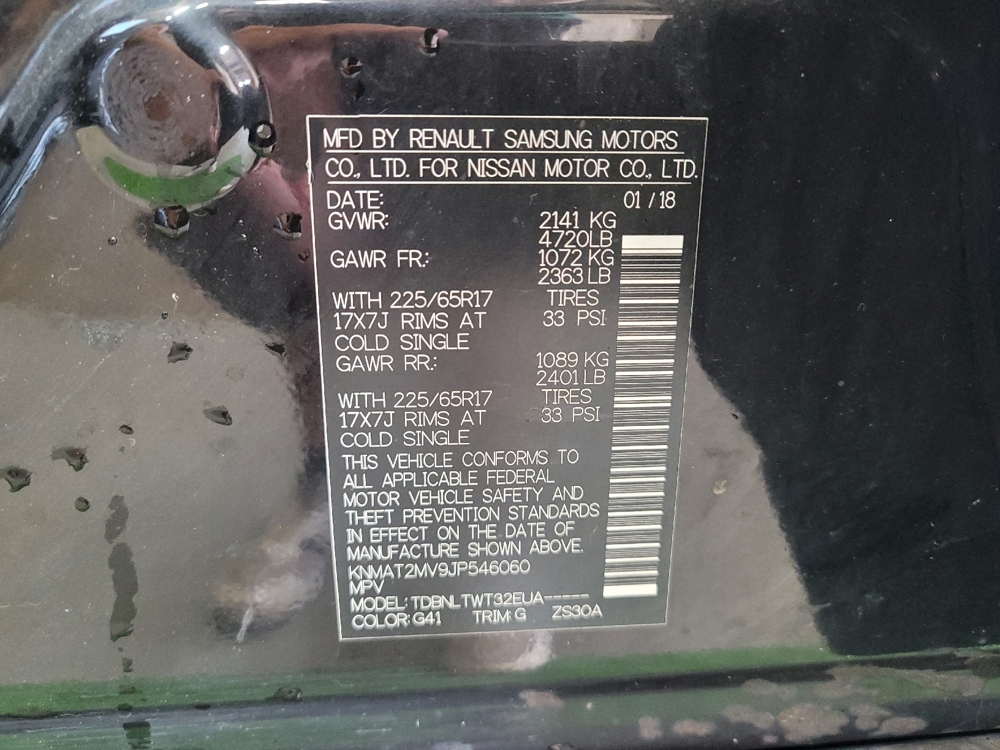 MFD BY RENAULT SAMSUNG MOTORS
CO., LTD. FOR NISSAN MOTOR CO., LTD.
DATE: 01 / 18
GVWR: 2141 KG
4720LB
GAWR FR.: 1072 KG
2363 LB
WITH 225/65R17 TIRES
17X7J RIMS AT 33 PSI
COLD SINGLE
GAWR RR.: 1089 KG
2401 LB
WITH 225/65R17 TIRES
17X7J RIMS AT 33 PSI
COLD SINGLE
THIS VEHICLE CONFORMS TO
ALL APPLICABLE FEDERAL
MOTOR VEHICLE SAFETY AND
THEFT PREVENTION STANDARDS
IN EFFECT ON THE DATE OF
MANUFACTURE SHOWN ABOVE.
KNMAT2MV9JP546060
MPV
MODEL: TDBNLTWT32EUA-----
COLOR: G41 TRIM: G ZS30A